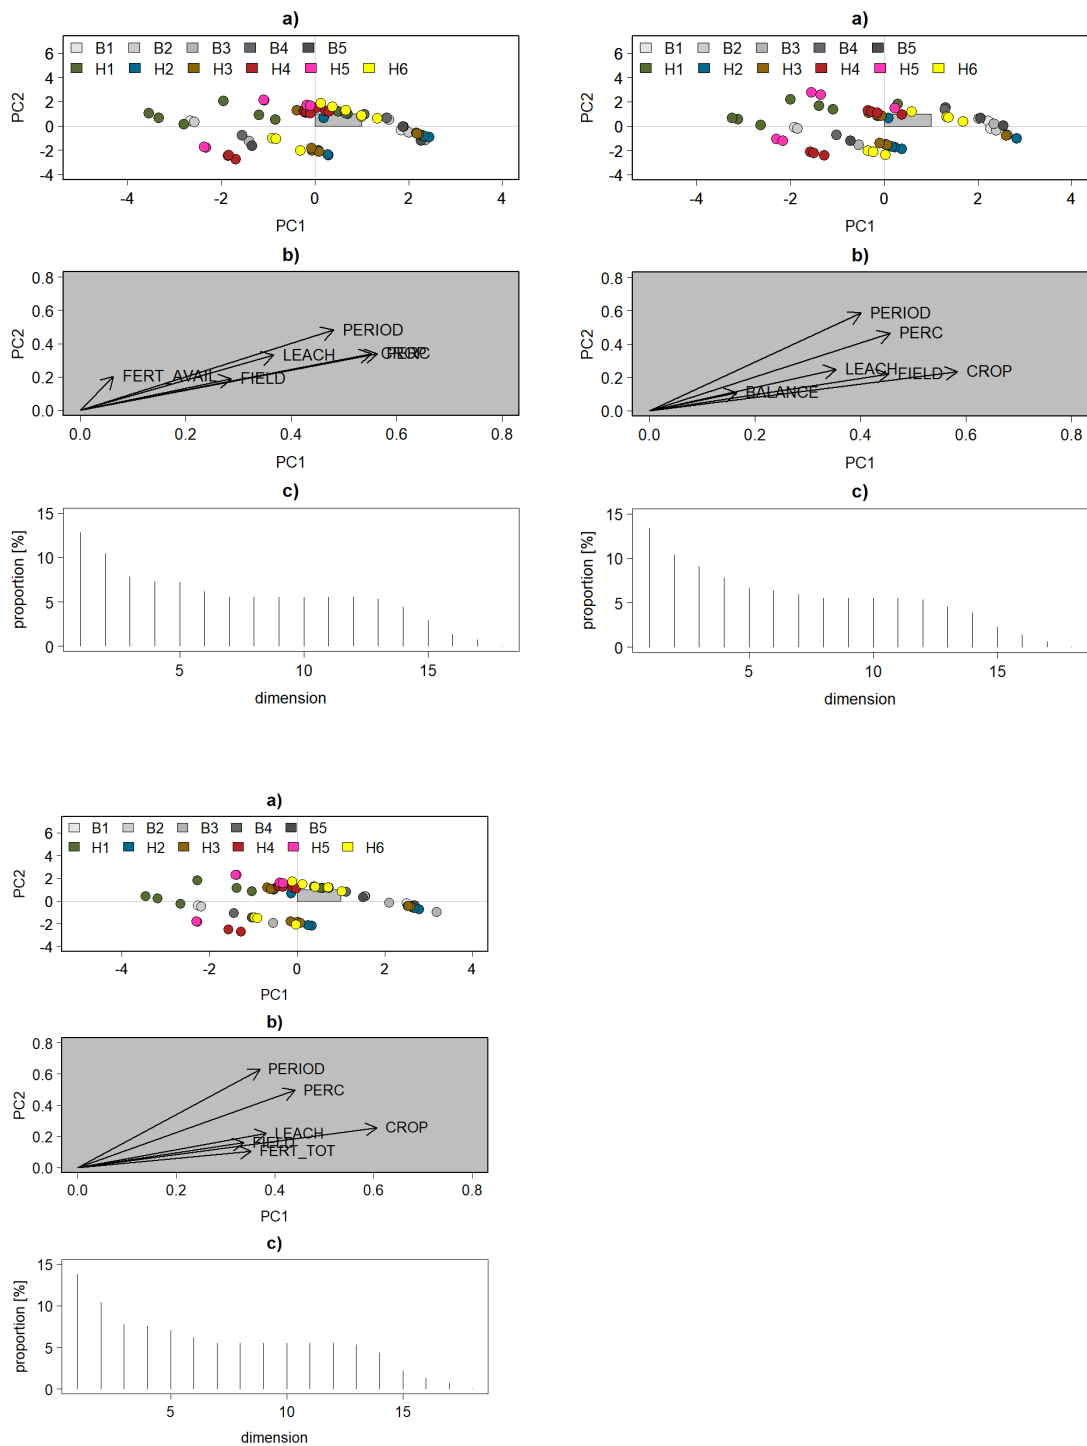 a)
PC2
6
4
2
0
-2
-4
B1 B2 B3 B4 B5
H1 H2 H3 H4 H5 H6
-4 -2 0 2 4
PC1
b)
PC2
0.8
0.6
0.4
0.2
0.0
PERIOD
LEACH
CROP
PERC
FERT_AVAIL
FIELD
0.0 0.2 0.4 0.6 0.8
PC1
c)
proportion [%]
15
10
5
0
5 10 15
dimension
a)
PC2
6
4
2
0
-2
-4
B1 B2 B3 B4 B5
H1 H2 H3 H4 H5 H6
-4 -2 0 2 4
PC1
b)
PC2
0.8
0.6
0.4
0.2
0.0
PERIOD
PERC
LEACH
FIELD
CROP
BALANCE
0.0 0.2 0.4 0.6 0.8
PC1
c)
proportion [%]
15
10
5
0
5 10 15
dimension
a)
PC2
6
4
2
0
-2
-4
B1 B2 B3 B4 B5
H1 H2 H3 H4 H5 H6
-4 -2 0 2 4
PC1
b)
PC2
0.8
0.6
0.4
0.2
0.0
PERIOD
PERC
LEACH
CROP
FIELD
FERT_TOT
0.0 0.2 0.4 0.6 0.8
PC1
c)
proportion [%]
15
10
5
0
5 10 15
dimension